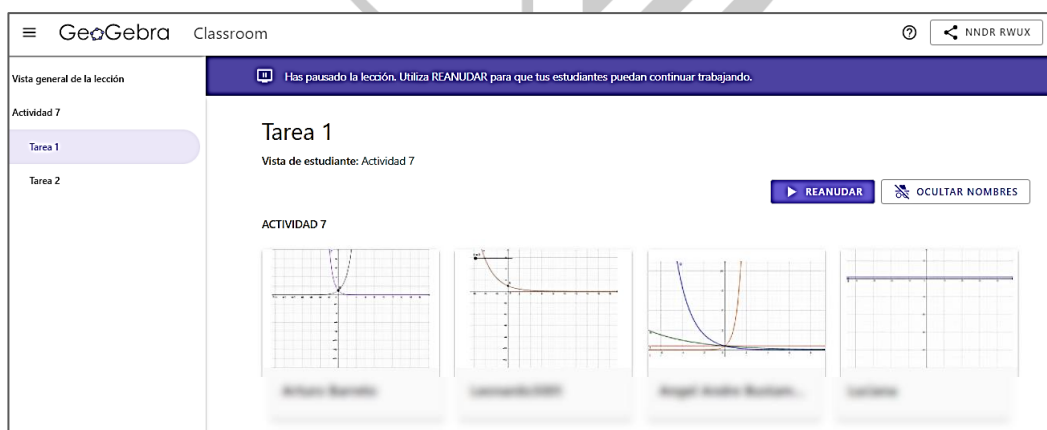 GeoGebra Classroom
NNDR RWUX
Vista general de la lección
Has pausado la lección. Utiliza REANUDAR para que tus estudiantes puedan continuar trabajando.
Actividad 7
Tarea 1
Tarea 2
Tarea 1
Vista de estudiante: Actividad 7
REANUDAR
OCULTAR NOMBRES
ACTIVIDAD 7